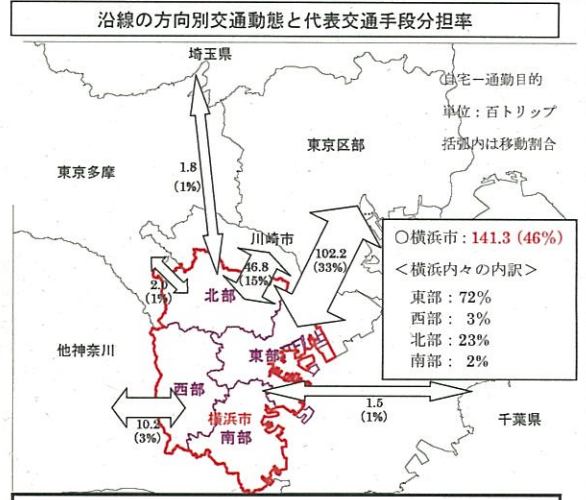 沿線の方向別交通動態と代表交通手段分担率
埼玉県
自宅ー通勤目的
単位：百トリップ
括弧内は移動割合
東京区部
東京多摩
1.8
(1%)
川崎市
102.2
(33%)
46.8
(15%)
2.0
(1%)
北部
○横浜市：141.3 (46%)
＜横浜内々の内訳＞
東部：72%
西部： 3%
北部：23%
南部： 2%
他神奈川
東部
西部
横浜市
南部
10.2
(3%)
1.5
(1%)
千葉県